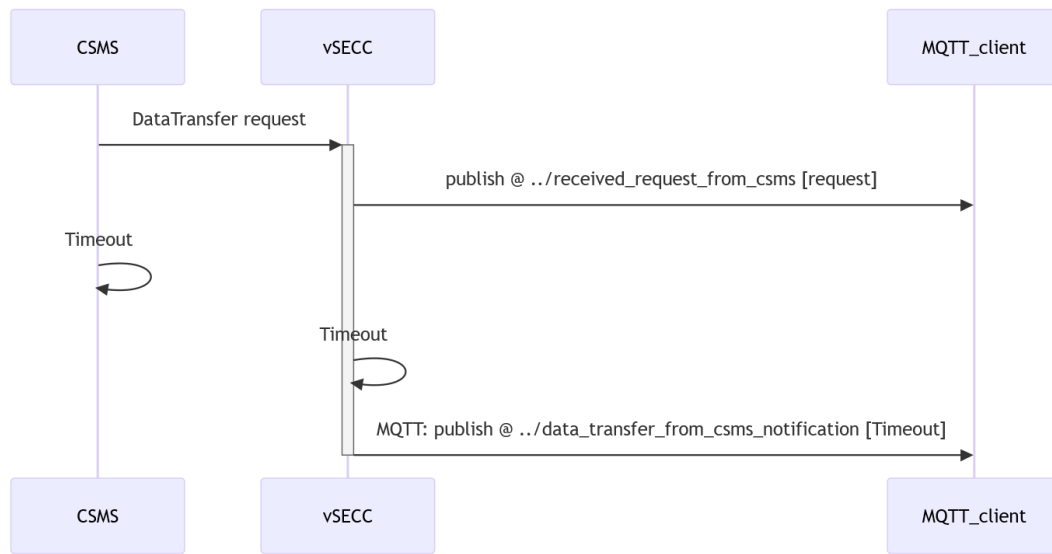 CSMS
vSECC
MQTT_client
DataTransfer request
publish @ ../received_request_from_csms [request]
Timeout
Timeout
MQTT: publish @ ../data_transfer_from_csms_notification [Timeout]
CSMS
vSECC
MQTT_client